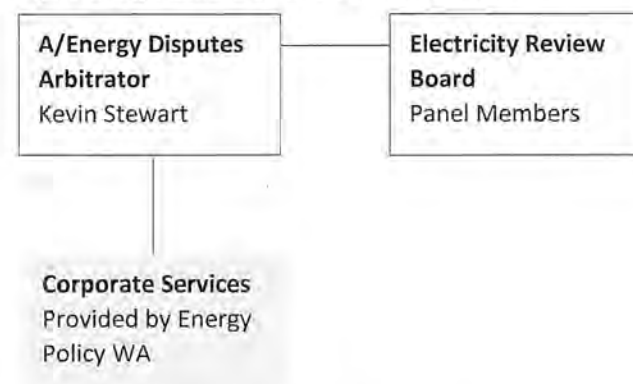 A/Energy Disputes
Arbitrator
Kevin Stewart
Electricity Review
Board
Panel Members
Corporate Services
Provided by Energy
Policy WA